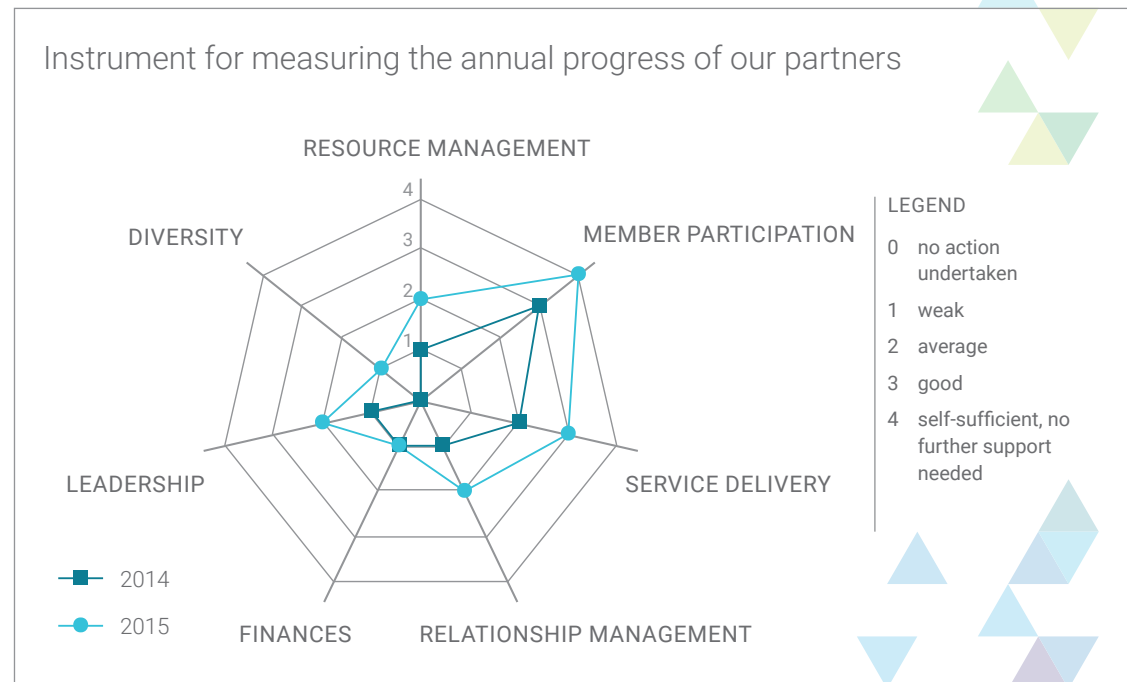 Instrument for measuring the annual progress of our partners
RESOURCE MANAGEMENT
4
3
2
1
DIVERSITY
MEMBER PARTICIPATION
LEADERSHIP
SERVICE DELIVERY
FINANCES
RELATIONSHIP MANAGEMENT
2014
2015
LEGEND
0 no action
undertaken
1 weak
2 average
3 good
4 self-sufficient, no
further support
needed